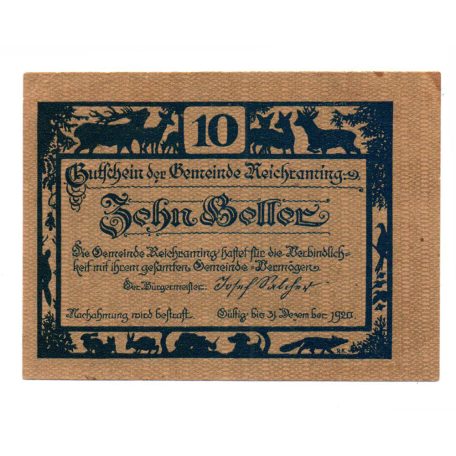 10
Gutschein der Gemeinde Reichraming
Zehn Heller
Die Gemeinde Reichraming haftet für die Verbindlich-
keit mit ihrem gesamten Gemeinde-Vermögen.
Der Bürgermeister: Josef
Nachahmung wird bestraft. Gültig bis 31. Dezember 1920.